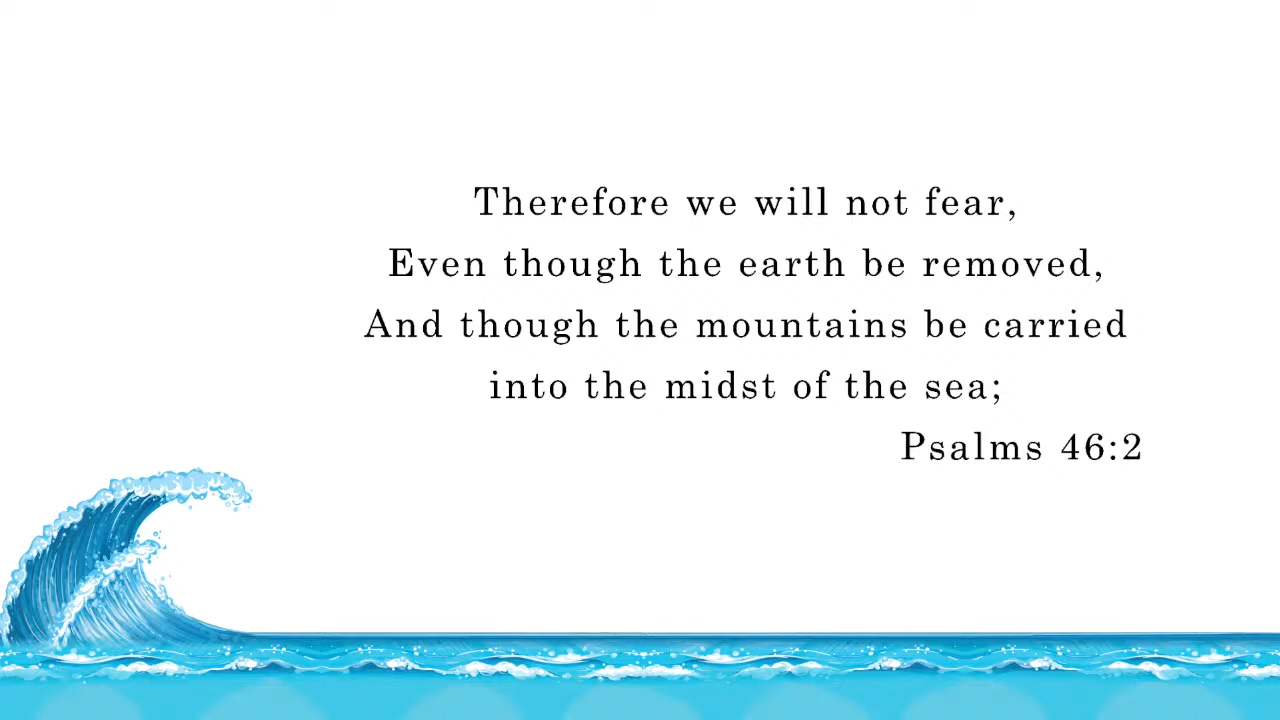 Therefore we will not fear,
Even though the earth be removed,
And though the mountains be carried
into the midst of the sea;
Psalms 46:2